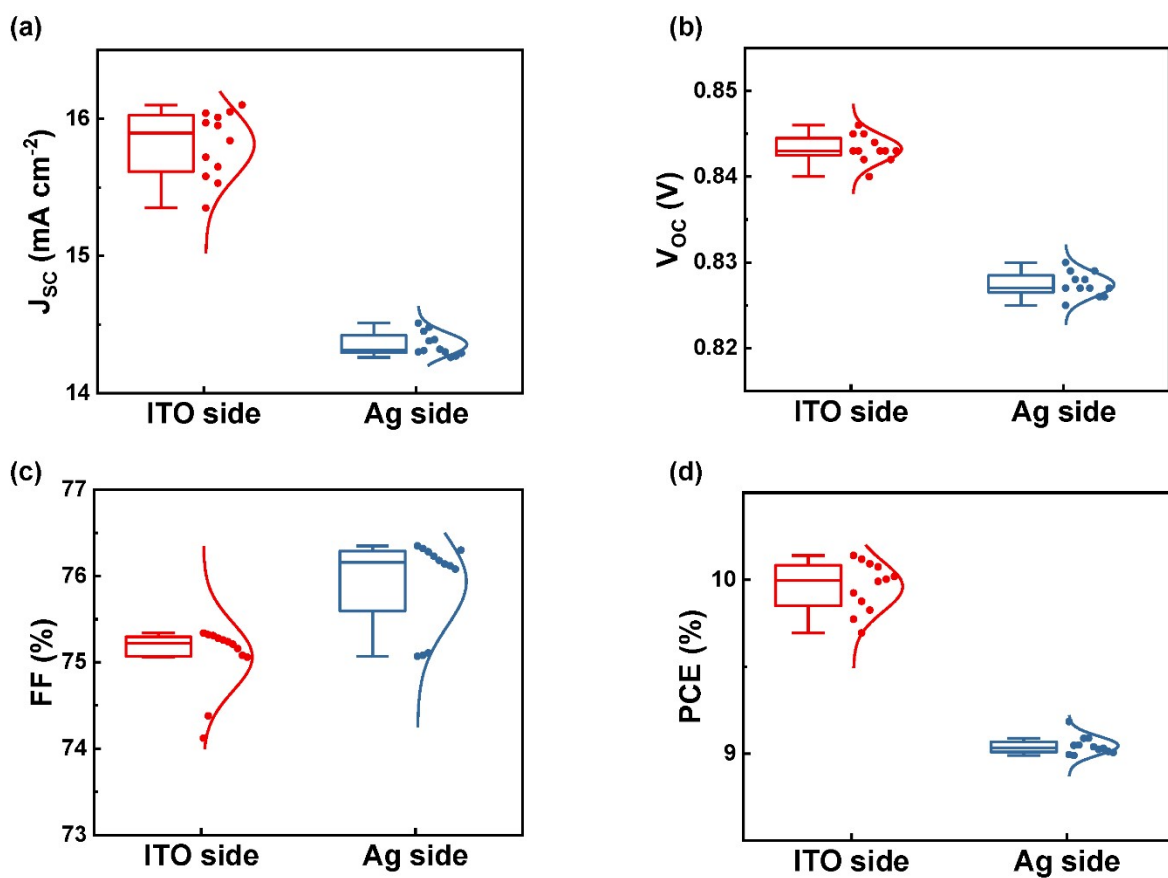 (a)
J_SC (mA cm^-2)
16
15
14
ITO side
Ag side
(b)
V_OC (V)
0.85
0.84
0.83
0.82
ITO side
Ag side
(c)
FF (%)
77
76
75
74
73
ITO side
Ag side
(d)
PCE (%)
10
9
ITO side
Ag side